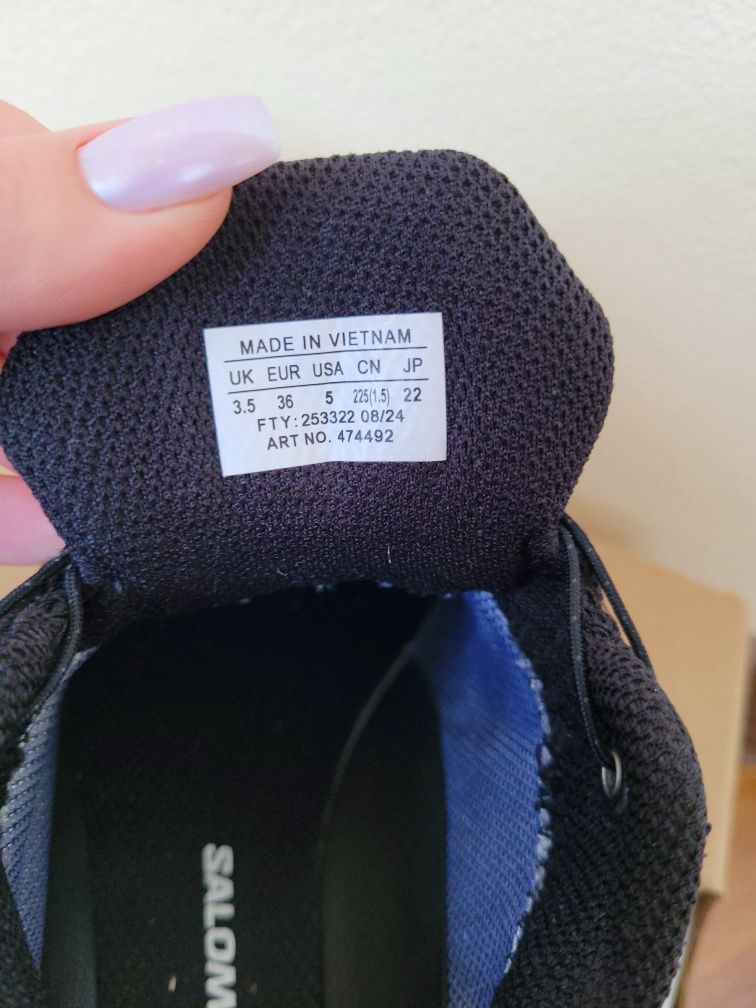 MADE IN VIETNAM
UK EUR USA CN JP
3.5 36 5 225(1.5) 22
FTY: 253322 08/24
ART NO. 474492
SALOM